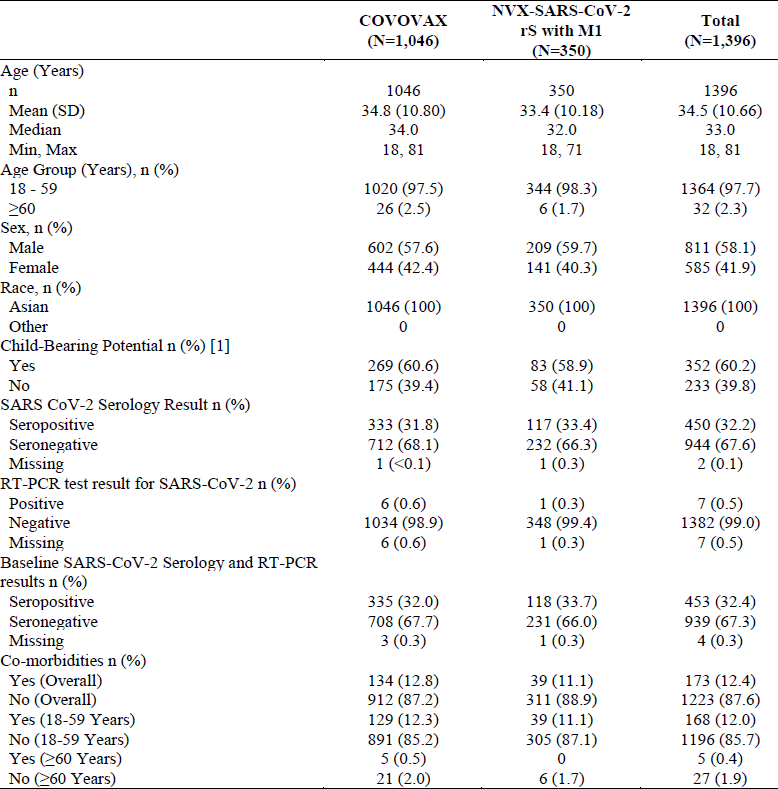 COVOVAX (N=1,046) NVX-SARS-CoV-2 rS with M1 (N=350) Total (N=1,396)
Age (Years)
n 1046 350 1396
Mean (SD) 34.8 (10.80) 33.4 (10.18) 34.5 (10.66)
Median 34.0 32.0 33.0
Min, Max 18, 81 18, 71 18, 81
Age Group (Years), n (%)
18 - 59 1020 (97.5) 344 (98.3) 1364 (97.7)
≥60 26 (2.5) 6 (1.7) 32 (2.3)
Sex, n (%)
Male 602 (57.6) 209 (59.7) 811 (58.1)
Female 444 (42.4) 141 (40.3) 585 (41.9)
Race, n (%)
Asian 1046 (100) 350 (100) 1396 (100)
Other 0 0 0
Child-Bearing Potential n (%) [1]
Yes 269 (60.6) 83 (58.9) 352 (60.2)
No 175 (39.4) 58 (41.1) 233 (39.8)
SARS CoV-2 Serology Result n (%)
Seropositive 333 (31.8) 117 (33.4) 450 (32.2)
Seronegative 712 (68.1) 232 (66.3) 944 (67.6)
Missing 1 (<0.1) 1 (0.3) 2 (0.1)
RT-PCR test result for SARS-CoV-2 n (%)
Positive 6 (0.6) 1 (0.3) 7 (0.5)
Negative 1034 (98.9) 348 (99.4) 1382 (99.0)
Missing 6 (0.6) 1 (0.3) 7 (0.5)
Baseline SARS-CoV-2 Serology and RT-PCR
results n (%)
Seropositive 335 (32.0) 118 (33.7) 453 (32.4)
Seronegative 708 (67.7) 231 (66.0) 939 (67.3)
Missing 3 (0.3) 1 (0.3) 4 (0.3)
Co-morbidities n (%)
Yes (Overall) 134 (12.8) 39 (11.1) 173 (12.4)
No (Overall) 912 (87.2) 311 (88.9) 1223 (87.6)
Yes (18-59 Years) 129 (12.3) 39 (11.1) 168 (12.0)
No (18-59 Years) 891 (85.2) 305 (87.1) 1196 (85.7)
Yes (≥60 Years) 5 (0.5) 0 5 (0.4)
No (≥60 Years) 21 (2.0) 6 (1.7) 27 (1.9)